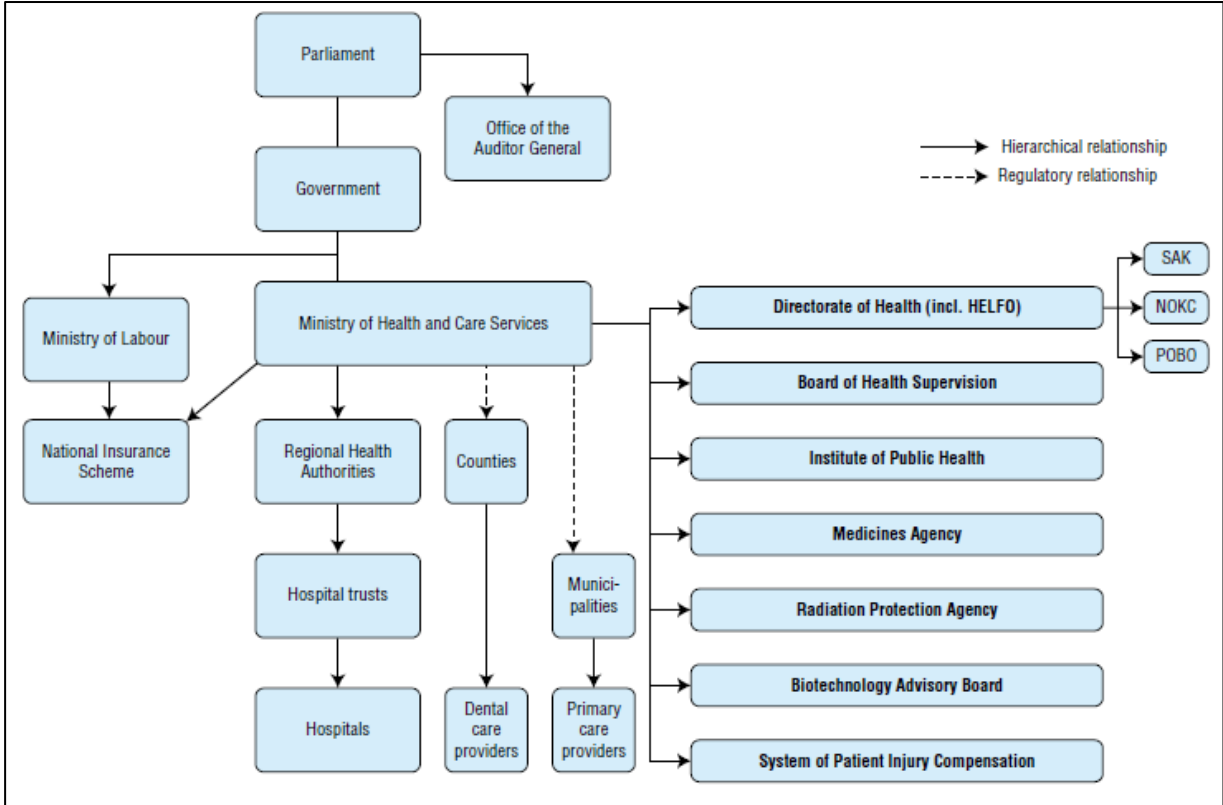 Parliament
Office of the
Auditor General
Hierarchical relationship
Regulatory relationship
Government
SAK
Ministry of Labour
Ministry of Health and Care Services
Directorate of Health (incl. HELFO)
NOKC
POBO
Board of Health Supervision
National Insurance
Scheme
Regional Health
Authorities
Counties
Institute of Public Health
Medicines Agency
Hospital trusts
Munici-
palities
Radiation Protection Agency
Biotechnology Advisory Board
Hospitals
Dental
care
providers
Primary
care
providers
System of Patient Injury Compensation